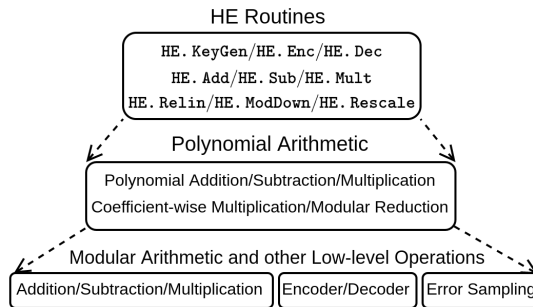 HE Routines
HE.KeyGen/HE.Enc/HE.Dec
HE.Add/HE.Sub/HE.Mult
HE.Relin/HE.ModDown/HE.Rescale
Polynomial Arithmetic
Polynomial Addition/Subtraction/Multiplication
Coefficient-wise Multiplication/Modular Reduction
Modular Arithmetic and other Low-level Operations
Addition/Subtraction/Multiplication Encoder/Decoder Error Sampling